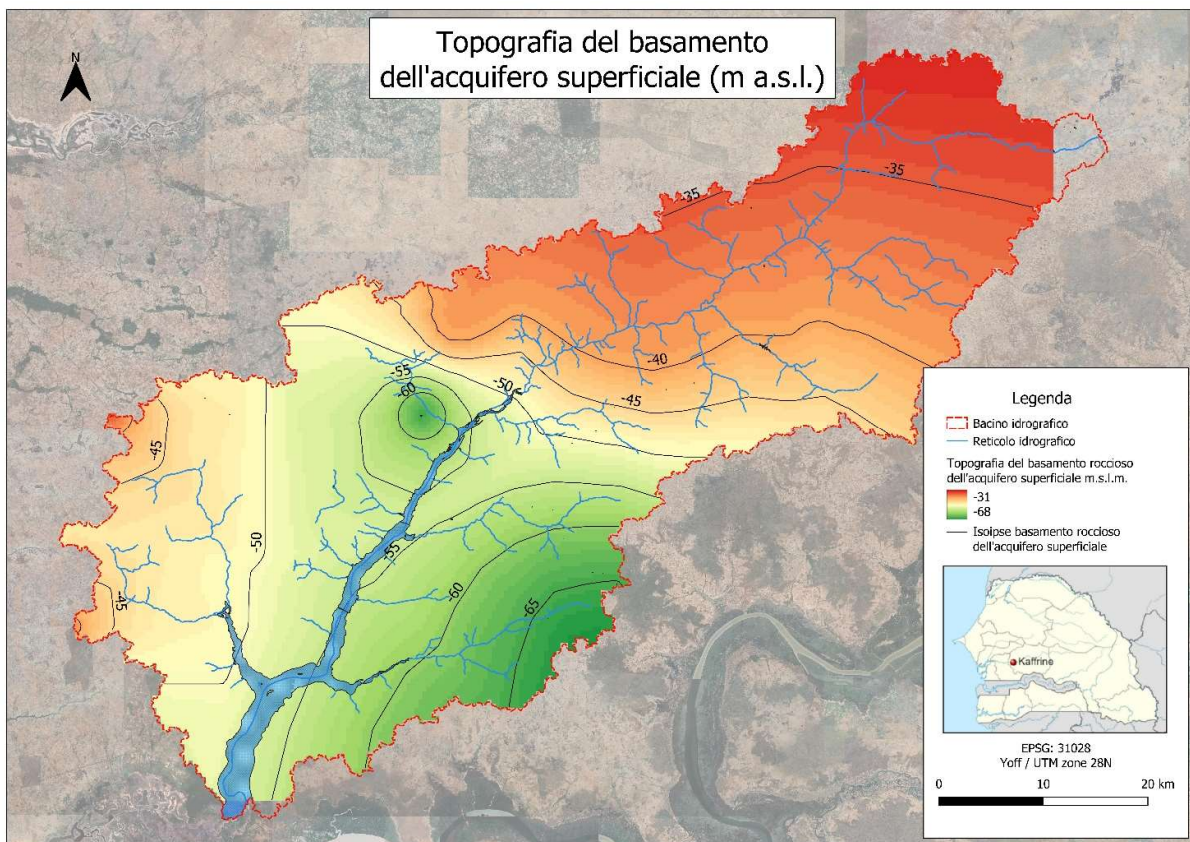 Topografia del basamento
dell'acquifero superficiale (m a.s.l.)
N
-35
-35
-40
-45
-50
-55
-60
-45
-50
-55
-60
-65
-45
Legenda
Bacino idrografico
Reticolo idrografico
Topografia del basamento roccioso
dell'acquifero superficiale m.s.l.m.
-31
-68
Isoipse basamento roccioso
dell'acquifero superficiale
Kaffrine
EPSG: 31028
Yoff / UTM zone 28N
0 10 20 km